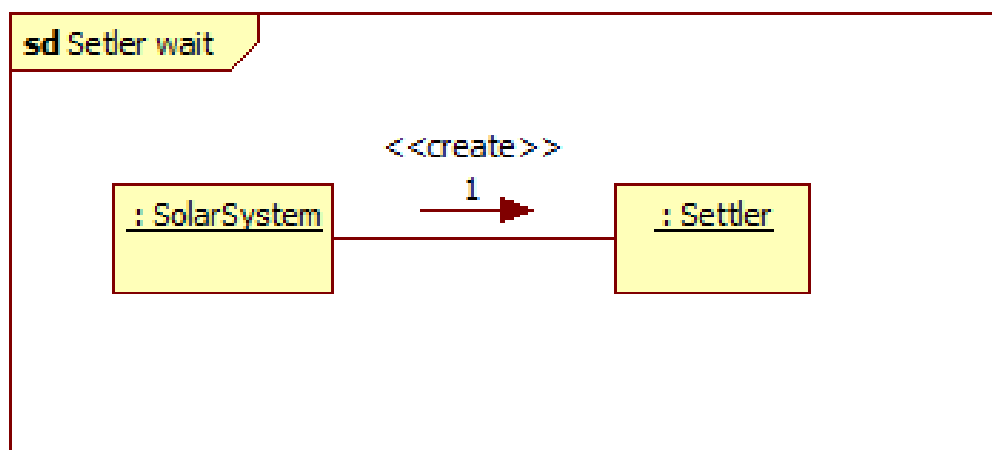 sd Setler wait
<<create>>
1
: SolarSystem
: Settler